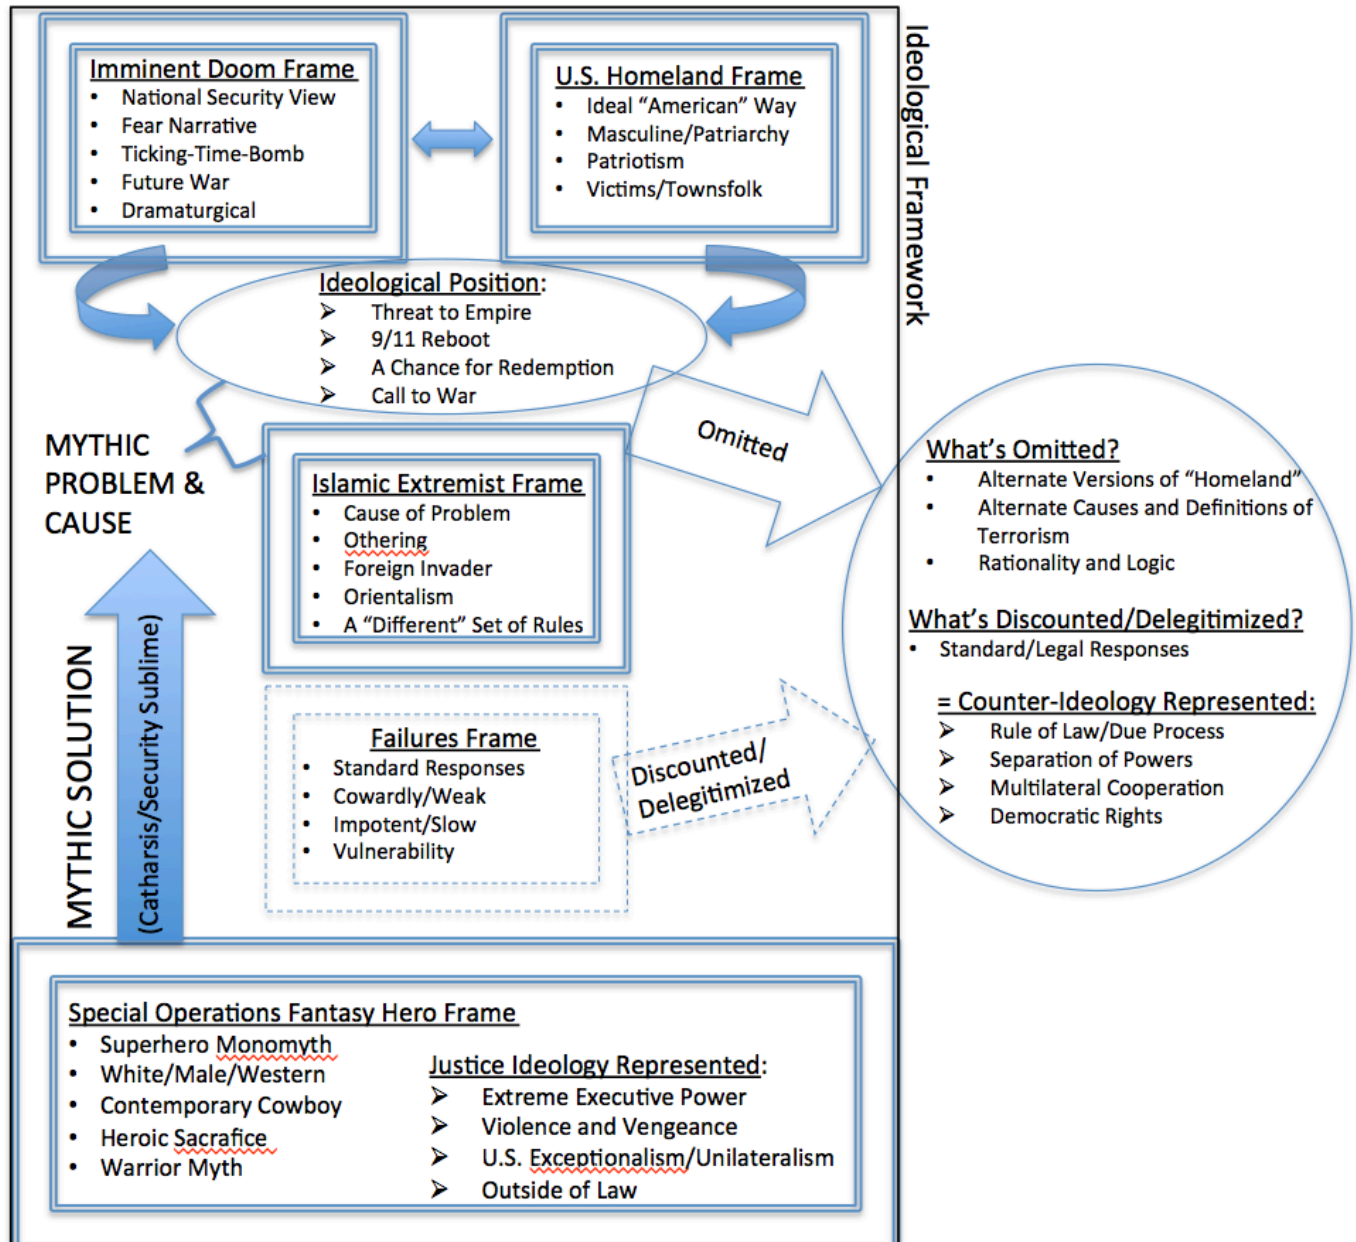 Imminent Doom Frame
• National Security View
• Fear Narrative
• Ticking-Time-Bomb
• Future War
• Dramaturgical
U.S. Homeland Frame
• Ideal “American” Way
• Masculine/Patriarchy
• Patriotism
• Victims/Townsfolk
Ideological Framework
Ideological Position:
➢ Threat to Empire
➢ 9/11 Reboot
➢ A Chance for Redemption
➢ Call to War
Omitted
MYTHIC
PROBLEM &
CAUSE
Islamic Extremist Frame
• Cause of Problem
• Othering
• Foreign Invader
• Orientalism
• A “Different” Set of Rules
What’s Omitted?
• Alternate Versions of “Homeland”
• Alternate Causes and Definitions of
Terrorism
• Rationality and Logic
What’s Discounted/Delegitimized?
• Standard/Legal Responses
= Counter-Ideology Represented:
➢ Rule of Law/Due Process
➢ Separation of Powers
➢ Multilateral Cooperation
➢ Democratic Rights
MYTHIC SOLUTION
(Catharsis/Security Sublime)
Failures Frame
• Standard Responses
• Cowardly/Weak
• Impotent/Slow
• Vulnerability
Discounted/
Delegitimized
Special Operations Fantasy Hero Frame
• Superhero Monomyth
• White/Male/Western
• Contemporary Cowboy
• Heroic Sacrafice
• Warrior Myth
Justice Ideology Represented:
➢ Extreme Executive Power
➢ Violence and Vengeance
➢ U.S. Exceptionalism/Unilateralism
➢ Outside of Law